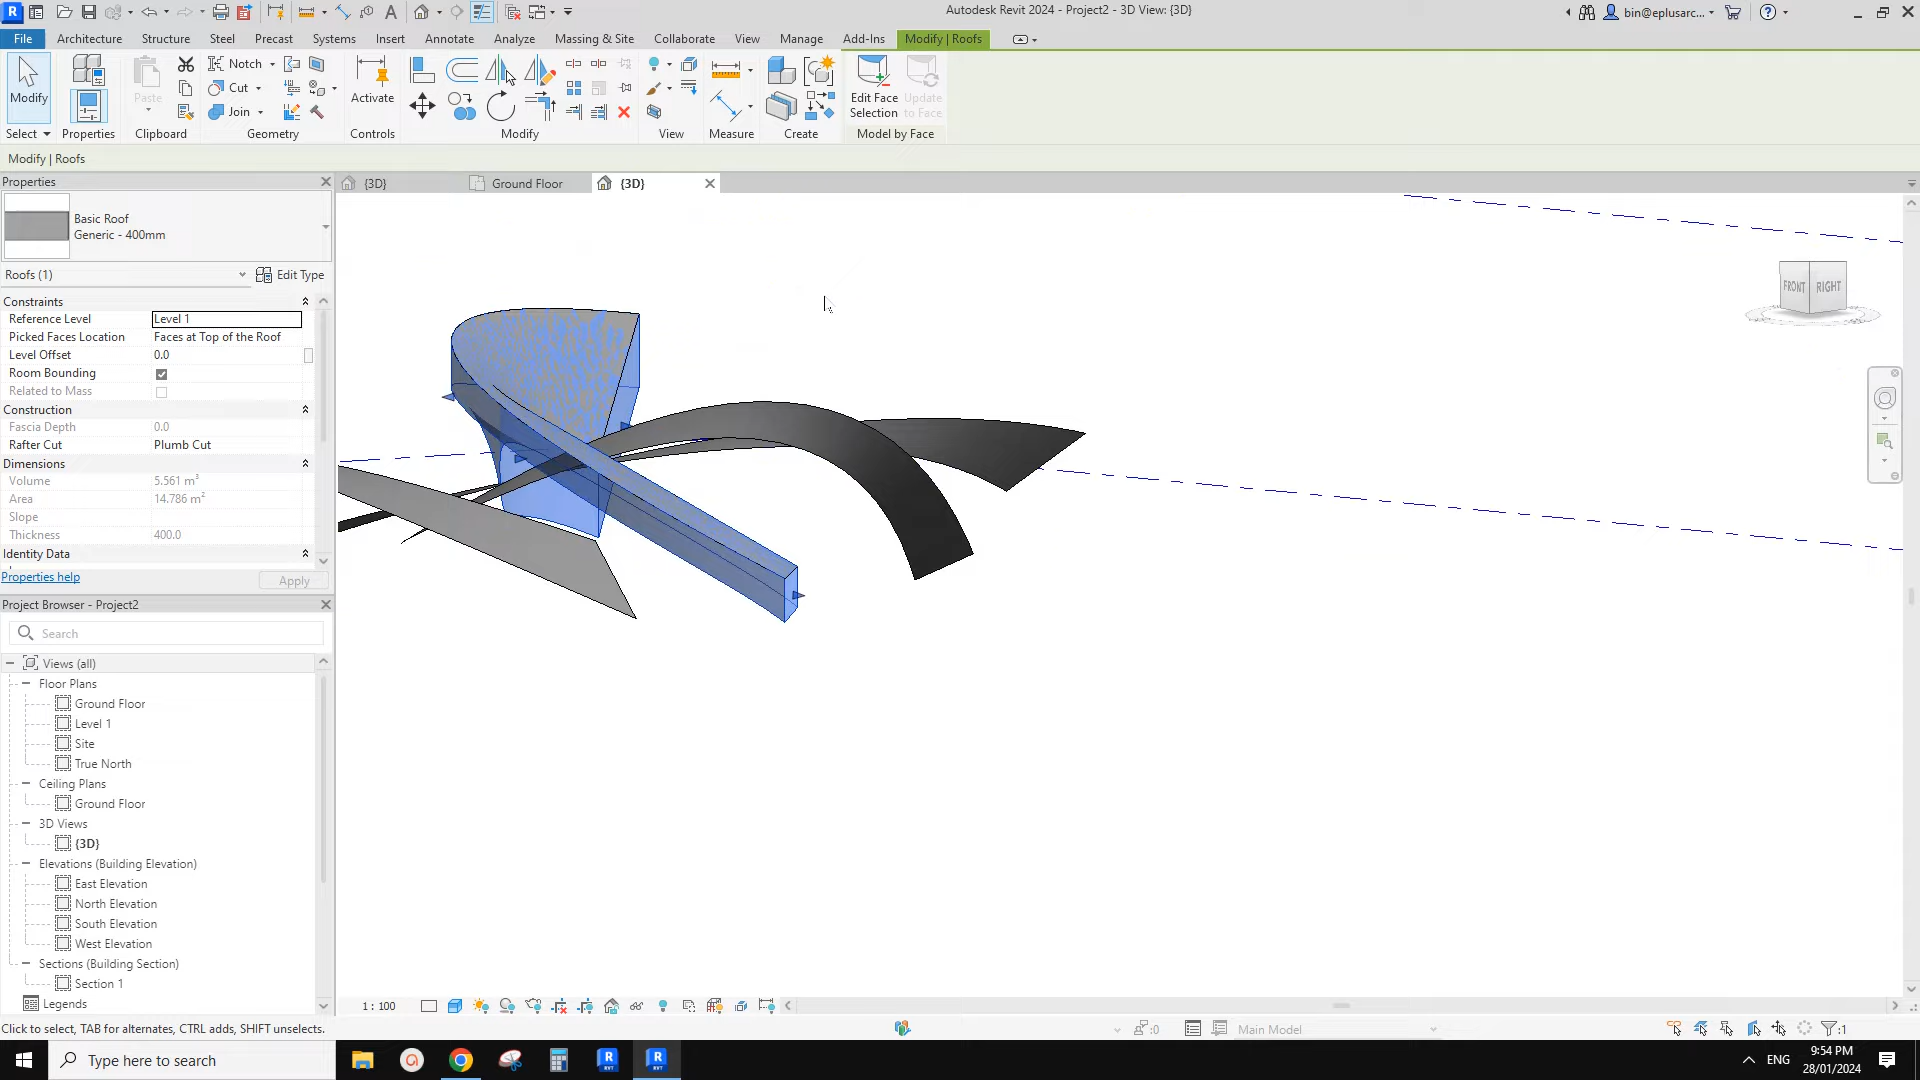 Autodesk Revit 2024 - Project2 - 3D View: {3D}
bin@eplusarc...
File Architecture Structure Steel Precast Systems Insert Annotate Analyze Massing & Site Collaborate View Manage Add-Ins Modify | Roofs
Modify
Select
Properties
Paste
Clipboard
Notch
Cut
Join
Geometry
Activate
Controls
Modify
View
Measure
Create
Edit Face
Selection
Update
to Face
Model by Face
Modify | Roofs
Properties
{3D}
Ground Floor
{3D}
Basic Roof
Generic - 400mm
Roofs (1)
Edit Type
Constraints
Reference Level Level 1
Picked Faces Location Faces at Top of the Roof
Level Offset 0.0
Room Bounding
Related to Mass
Construction
Fascia Depth 0.0
Rafter Cut Plumb Cut
Dimensions
Volume 5.561 m³
Area 14.786 m²
Slope
Thickness 400.0
Identity Data
Properties help
Apply
FRONT RIGHT
Project Browser - Project2
Search
Views (all)
Floor Plans
Ground Floor
Level 1
Site
True North
Ceiling Plans
Ground Floor
3D Views
{3D}
Elevations (Building Elevation)
East Elevation
North Elevation
South Elevation
West Elevation
Sections (Building Section)
Section 1
Legends
1 : 100
Click to select, TAB for alternates, CTRL adds, SHIFT unselects.
:0
Main Model
:1
Type here to search
ENG
9:54 PM
28/01/2024